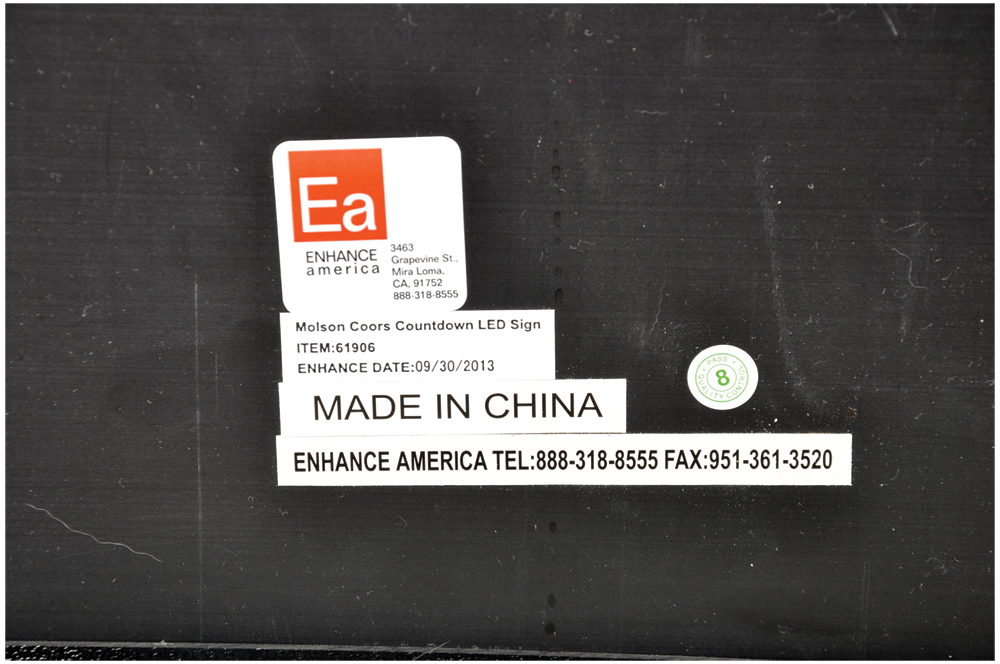 Ea
ENHANCE
america
3463
Grapevine St.,
Mira Loma,
CA, 91752
888-318-8555
Molson Coors Countdown LED Sign
ITEM:61906
ENHANCE DATE:09/30/2013
MADE IN CHINA
ENHANCE AMERICA TEL:888-318-8555 FAX:951-361-3520
PASS
8
QUALITY CONTROL